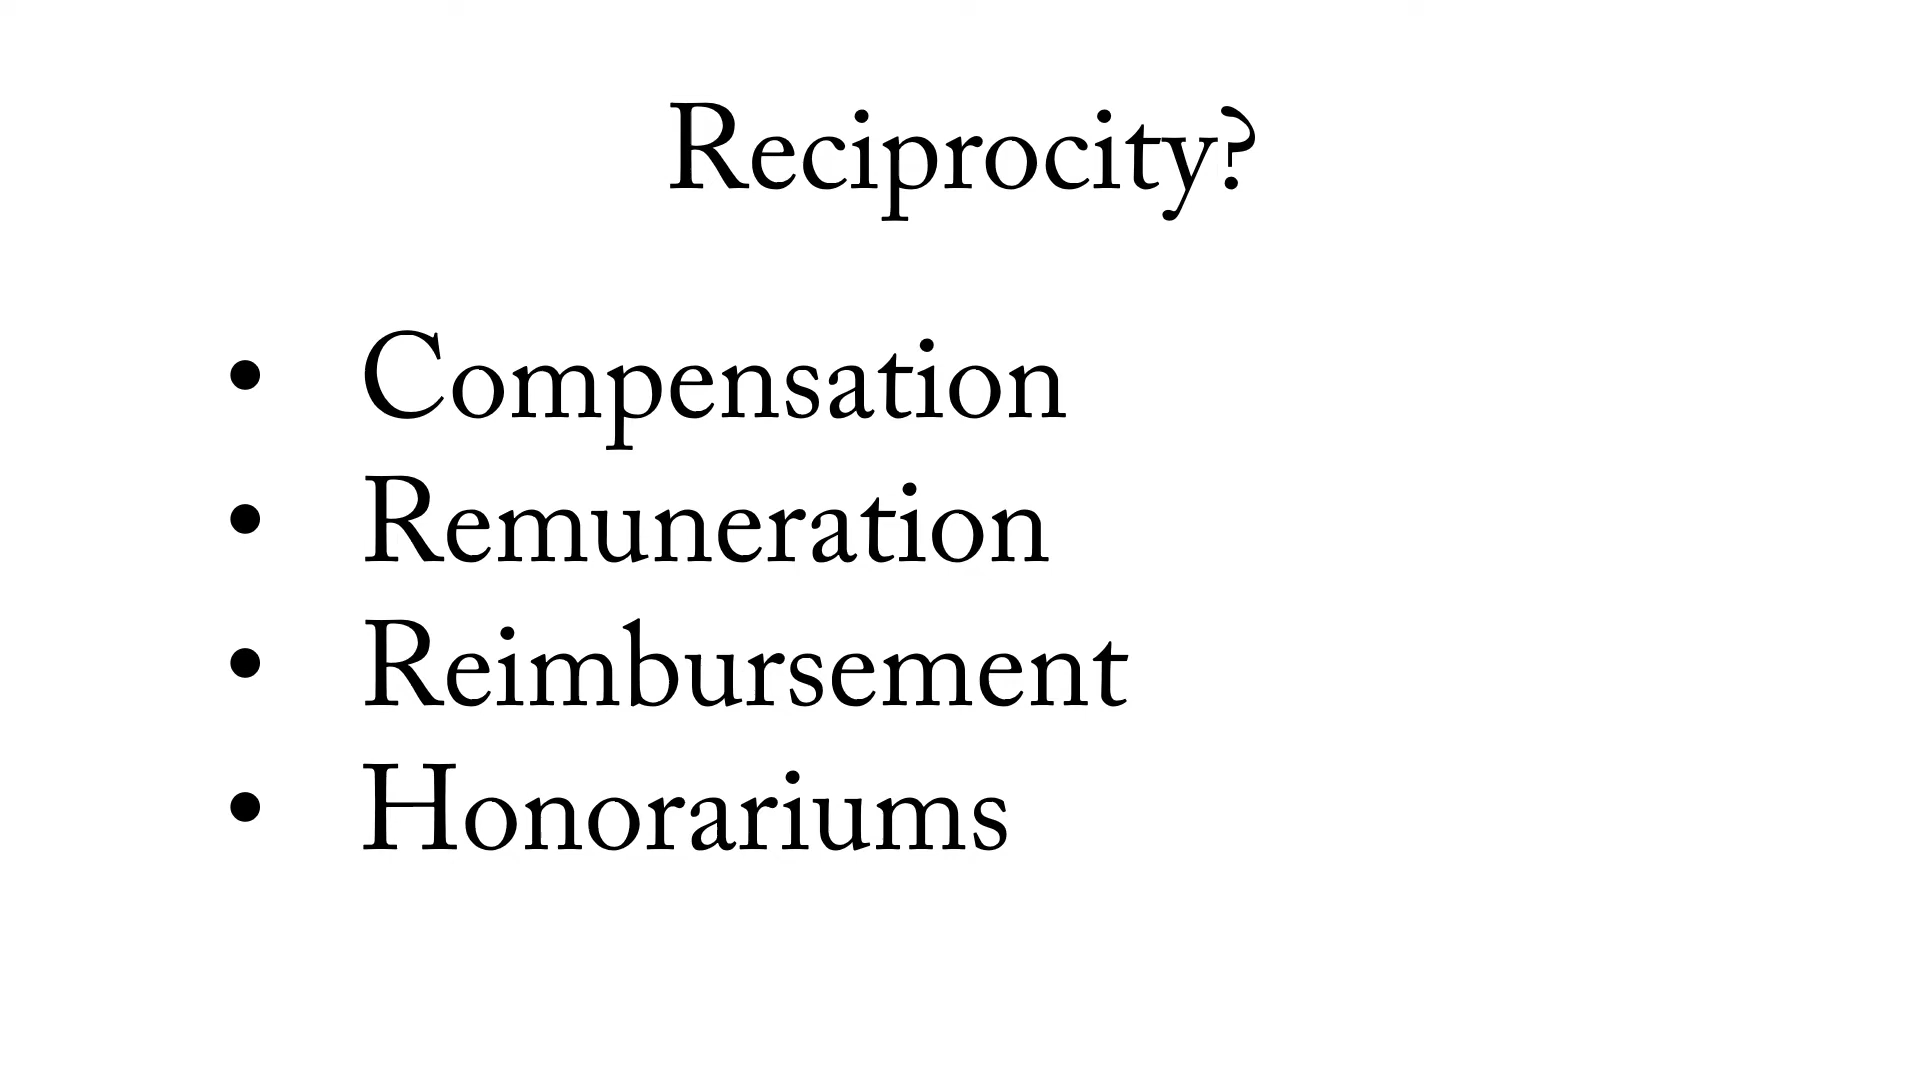 Reciprocity?
• Compensation
• Remuneration
• Reimbursement
• Honorariums